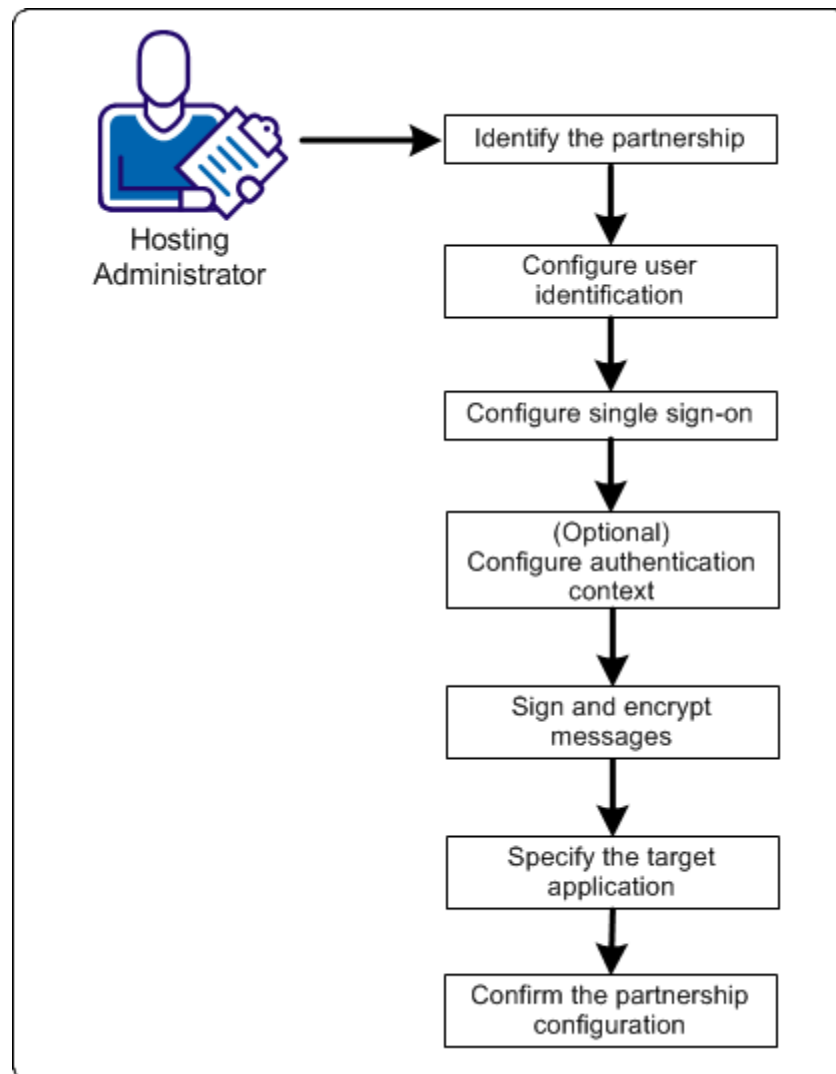 Hosting
Administrator
Identify the partnership
Configure user
identification
Configure single sign-on
(Optional)
Configure authentication
context
Sign and encrypt
messages
Specify the target
application
Confirm the partnership
configuration